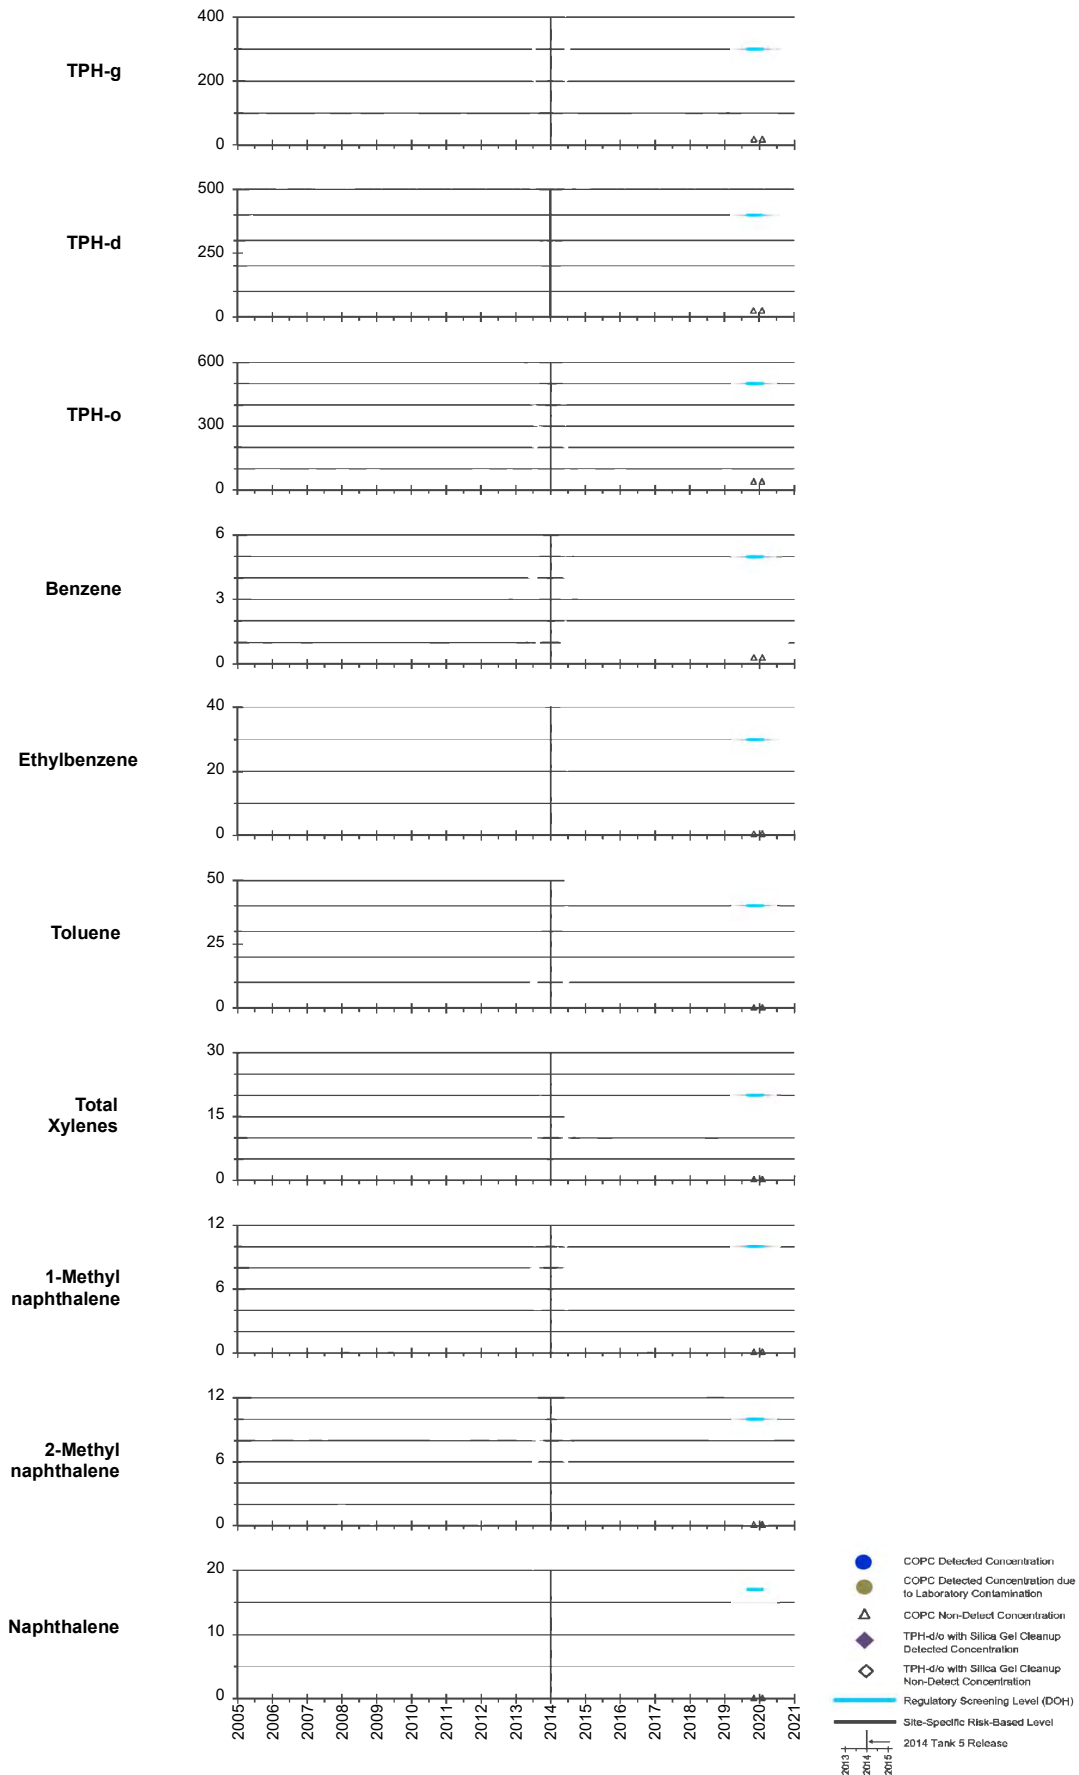 400
TPH-g
200
0
500
TPH-d
250
0
600
TPH-o
300
0
6
Benzene
3
0
40
Ethylbenzene
20
0
50
Toluene
25
0
30
Total
Xylenes
15
0
12
1-Methyl
naphthalene
6
0
12
2-Methyl
naphthalene
6
0
20
Naphthalene
10
0
2005 2006 2007 2008 2009 2010 2011 2012 2013 2014 2015 2016 2017 2018 2019 2020 2021
COPC Detected Concentration
COPC Detected Concentration due
to Laboratory Contamination
COPC Non-Detect Concentration
TPH-d/o with Silica Gel Cleanup
Detected Concentration
TPH-d/o with Silica Gel Cleanup
Non-Detect Concentration
Regulatory Screening Level (DOH)
Site-Specific Risk-Based Level
2014 Tank 5 Release
2013 2014 2015